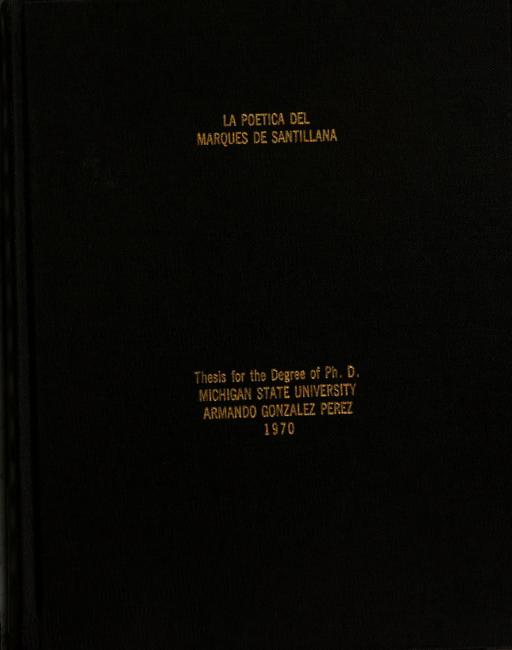 LA POETICA DEL
MARQUES DE SANTILLANA
Thesis for the Degree of Ph. D.
MICHIGAN STATE UNIVERSITY
ARMANDO GONZALEZ PEREZ
1970